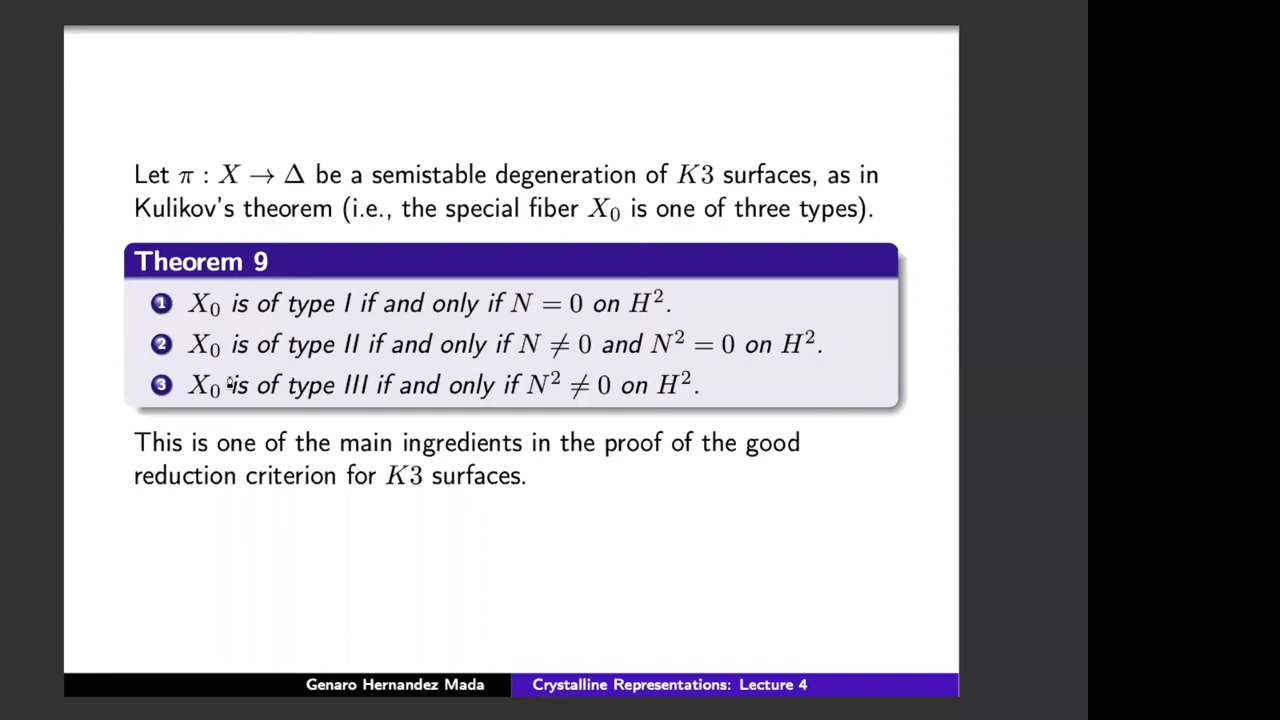 Let π : X → Δ be a semistable degeneration of K3 surfaces, as in
Kulikov's theorem (i.e., the special fiber X₀ is one of three types).
Theorem 9
1 X₀ is of type I if and only if N = 0 on H².
2 X₀ is of type II if and only if N ≠ 0 and N² = 0 on H².
3 X₀ is of type III if and only if N² ≠ 0 on H².
This is one of the main ingredients in the proof of the good
reduction criterion for K3 surfaces.
Genaro Hernandez Mada Crystalline Representations: Lecture 4